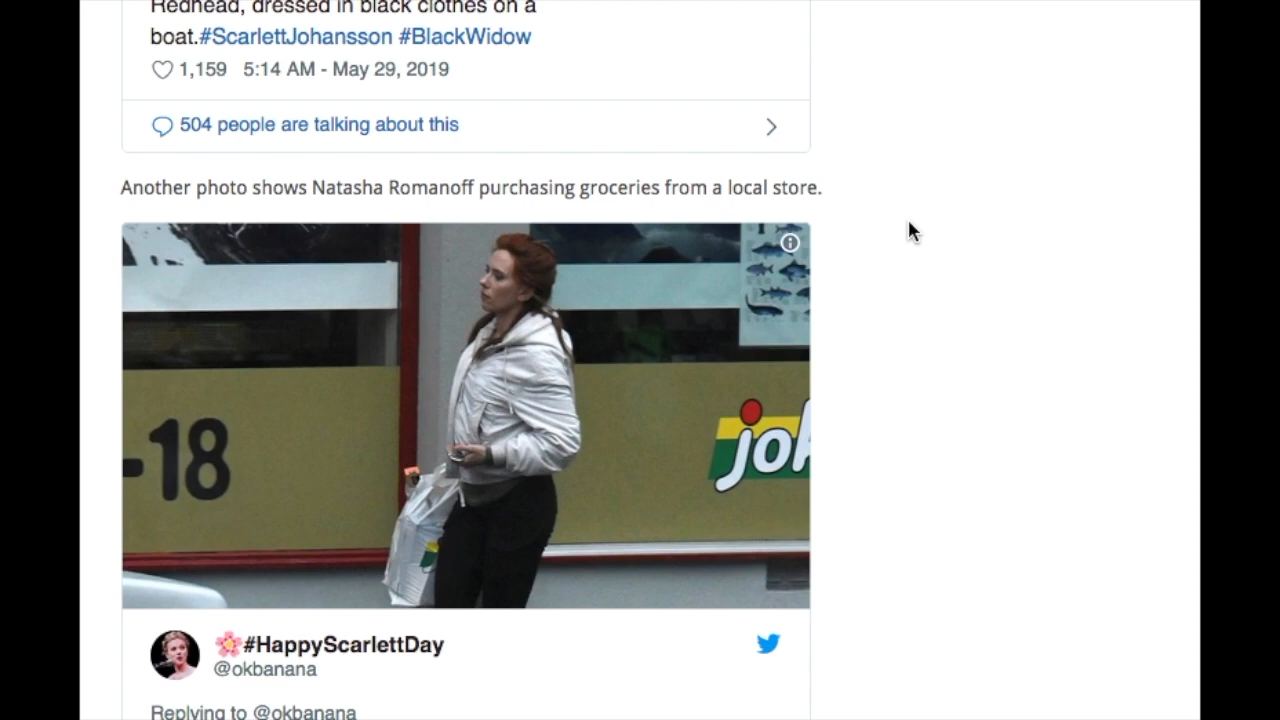 Redhead, dressed in black clothes on a
boat.#ScarlettJohansson #BlackWidow
1,159 5:14 AM - May 29, 2019
504 people are talking about this
Another photo shows Natasha Romanoff purchasing groceries from a local store.
-18
jok
🌸#HappyScarlettDay
@okbanana
Replying to @okbanana